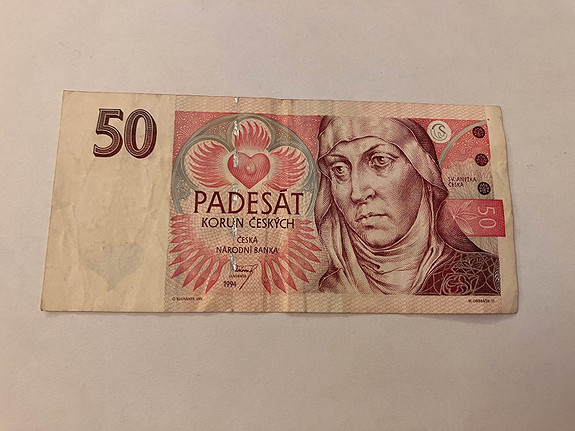 50
PADESÁT
KORUN ČESKÝCH
ČESKÁ
NÁRODNÍ BANKA
1994
SV. ANEŽKA
ČESKÁ
50